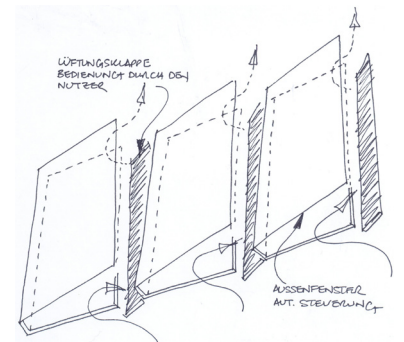 LÜFTUNGSKLAPPE
BEDIENUNG DURCH DEN
NUTZER
AUSSENFENSTER
AUT. STEUERUNG